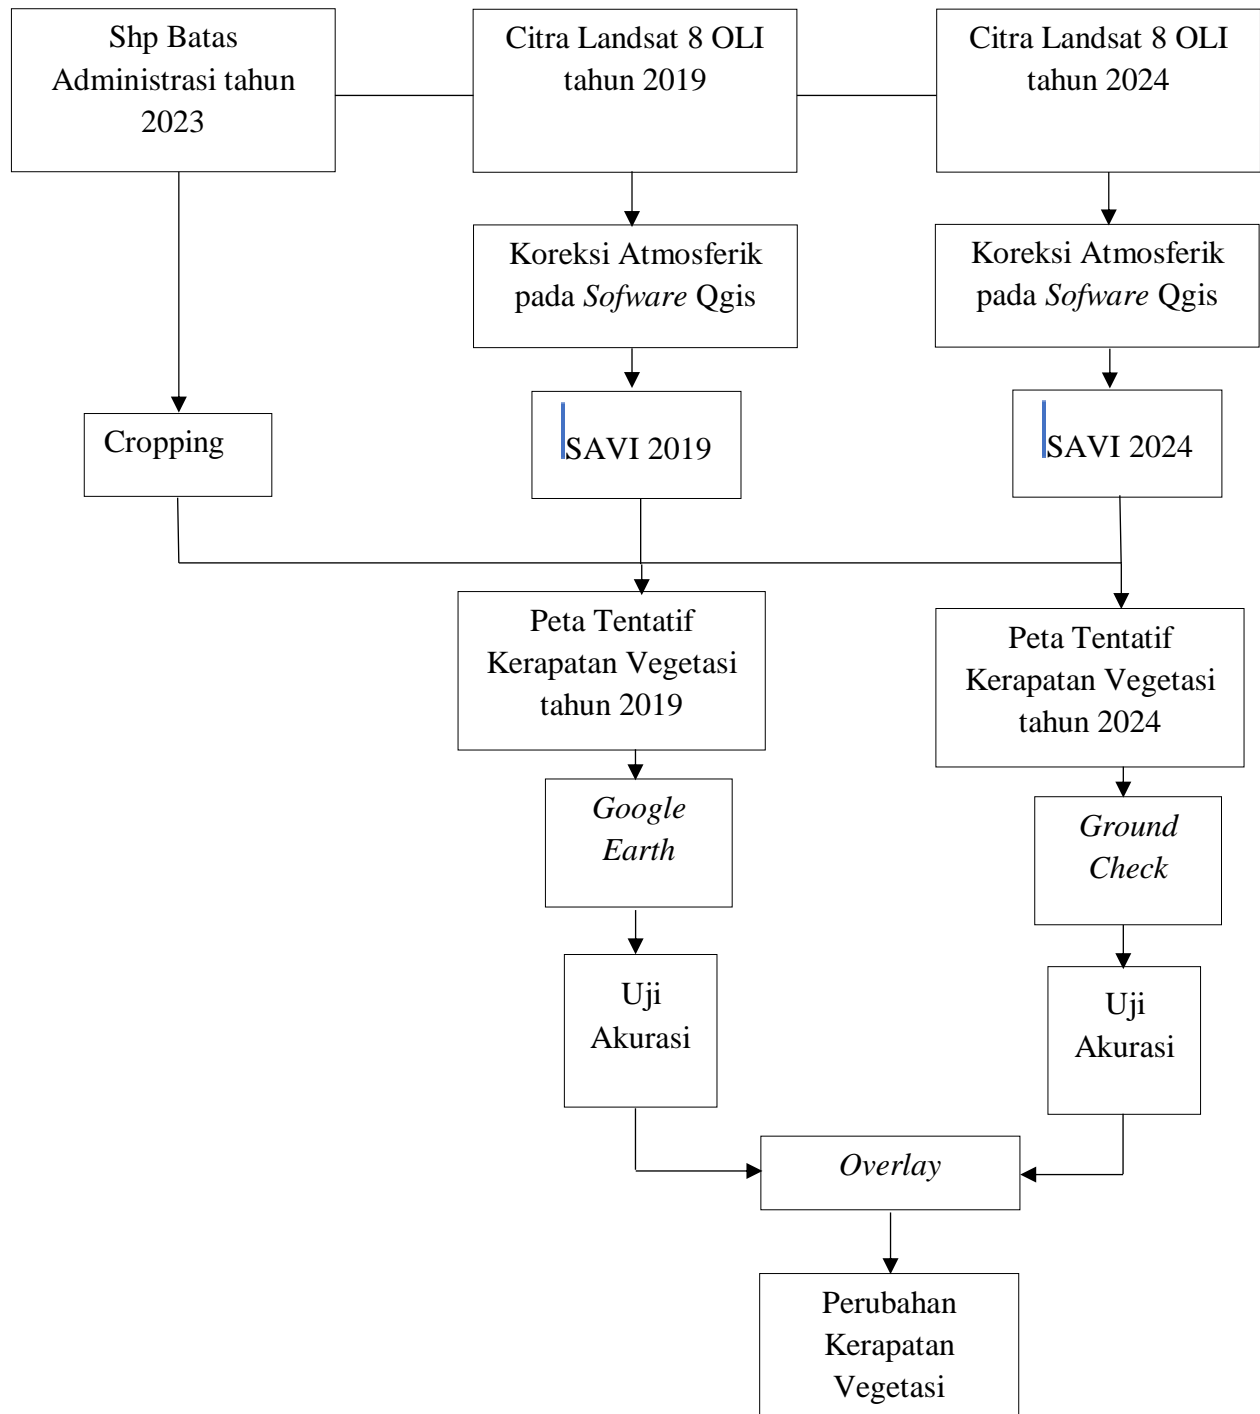 Shp Batas
Administrasi tahun
2023
Citra Landsat 8 OLI
tahun 2019
Citra Landsat 8 OLI
tahun 2024
Koreksi Atmosferik
pada Sofware Qgis
Koreksi Atmosferik
pada Sofware Qgis
Cropping
SAVI 2019
SAVI 2024
Peta Tentatif
Kerapatan Vegetasi
tahun 2019
Peta Tentatif
Kerapatan Vegetasi
tahun 2024
Google
Earth
Ground
Check
Uji
Akurasi
Uji
Akurasi
Overlay
Perubahan
Kerapatan
Vegetasi